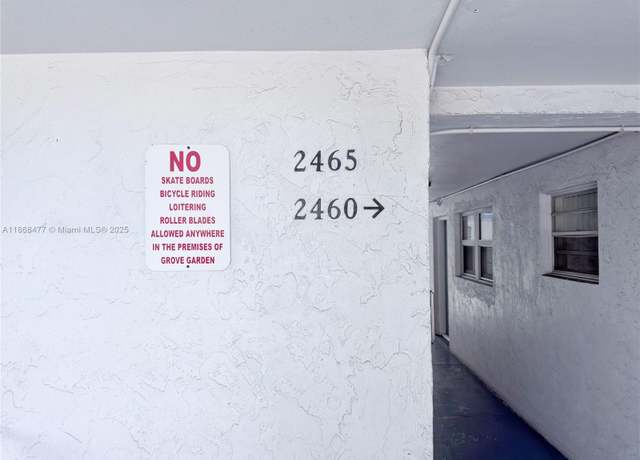 NO
SKATE BOARDS
BICYCLE RIDING
LOITERING
ROLLER BLADES
ALLOWED ANYWHERE
IN THE PREMISES OF
GROVE GARDEN
2465
2460→
A11868477 © Miami MLS® 2025